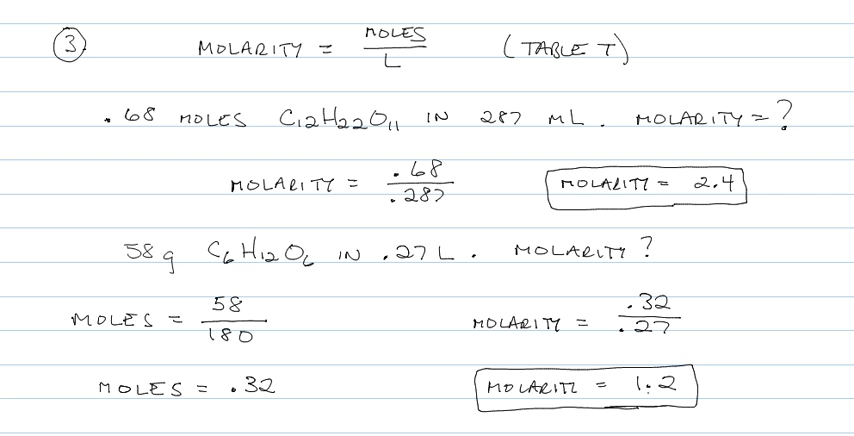 3 MOLARITY = MOLES / L (TABLE T)
.68 MOLES C12H22O11 IN 287 ML. MOLARITY = ?
MOLARITY = .68 / .287 MOLARITY = 2.4
58 g C6H12O6 IN .27 L. MOLARITY?
MOLES = 58 / 180 MOLARITY = .32 / .27
MOLES = .32 MOLARITY = 1.2